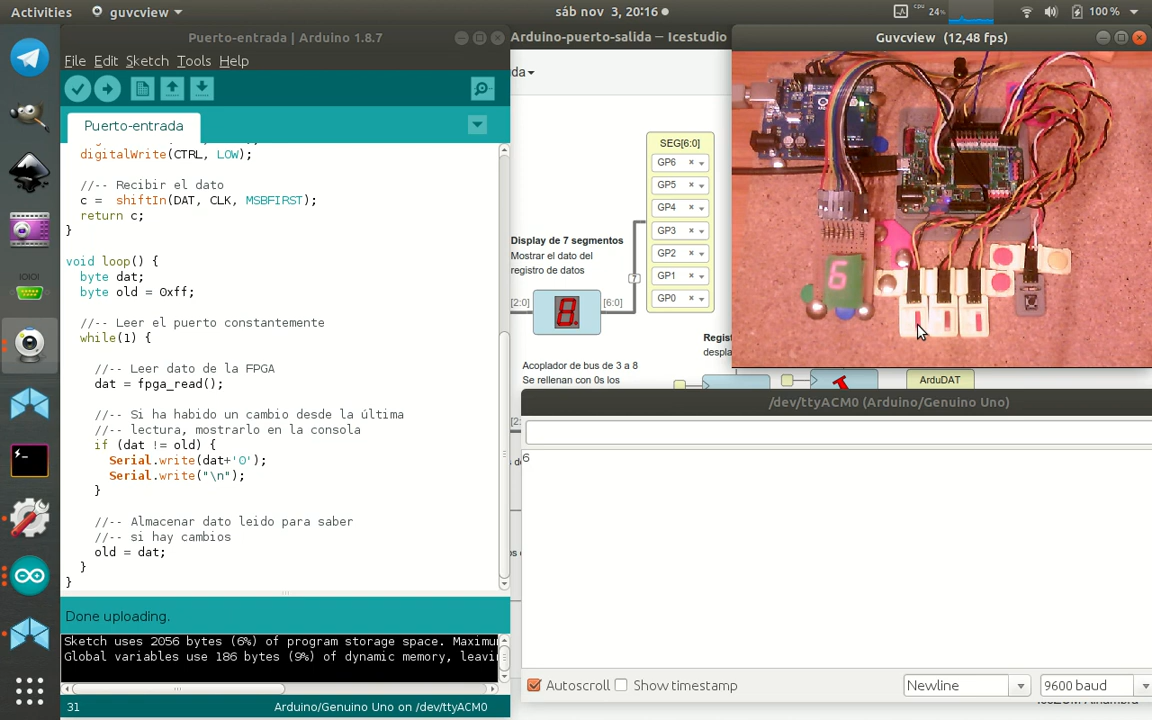 Activities
guvcview
sáb nov 3, 20:16
cpu 24%
100 %
Puerto-entrada | Arduino 1.8.7
File Edit Sketch Tools Help
Puerto-entrada
digitalWrite(CTRL, LOW);
//-- Recibir el dato
c = shiftIn(DAT, CLK, MSBFIRST);
return c;
}
void loop() {
byte dat;
byte old = 0xff;
//-- Leer el puerto constantemente
while(1) {
//-- Leer dato de la FPGA
dat = fpga_read();
//-- Si ha habido un cambio desde la última
//-- lectura, mostrarlo en la consola
if (dat != old) {
Serial.write(dat+'0');
Serial.write("\n");
}
//-- Almacenar dato leido para saber
//-- si hay cambios
old = dat;
}
}
Done uploading.
Sketch uses 2056 bytes (6%) of program storage space. Maximu
Global variables use 186 bytes (9%) of dynamic memory, leavi
31
Arduino/Genuino Uno on /dev/ttyACM0
Arduino-puerto-salida — Icestudio
da
SEG[6:0]
GP6
GP5
GP4
GP3
GP2
GP1
GP0
Display de 7 segmentos
Mostrar el dato del
registro de datos
[2:0]
8.
[6:0]
7
Regist
despla
Acoplador de bus de 3 a 8
Se rellenan con 0s los
ArduDAT
Guvcview (12,48 fps)
6
/dev/ttyACM0 (Arduino/Genuino Uno)
6
Autoscroll
Show timestamp
Newline
9600 baud